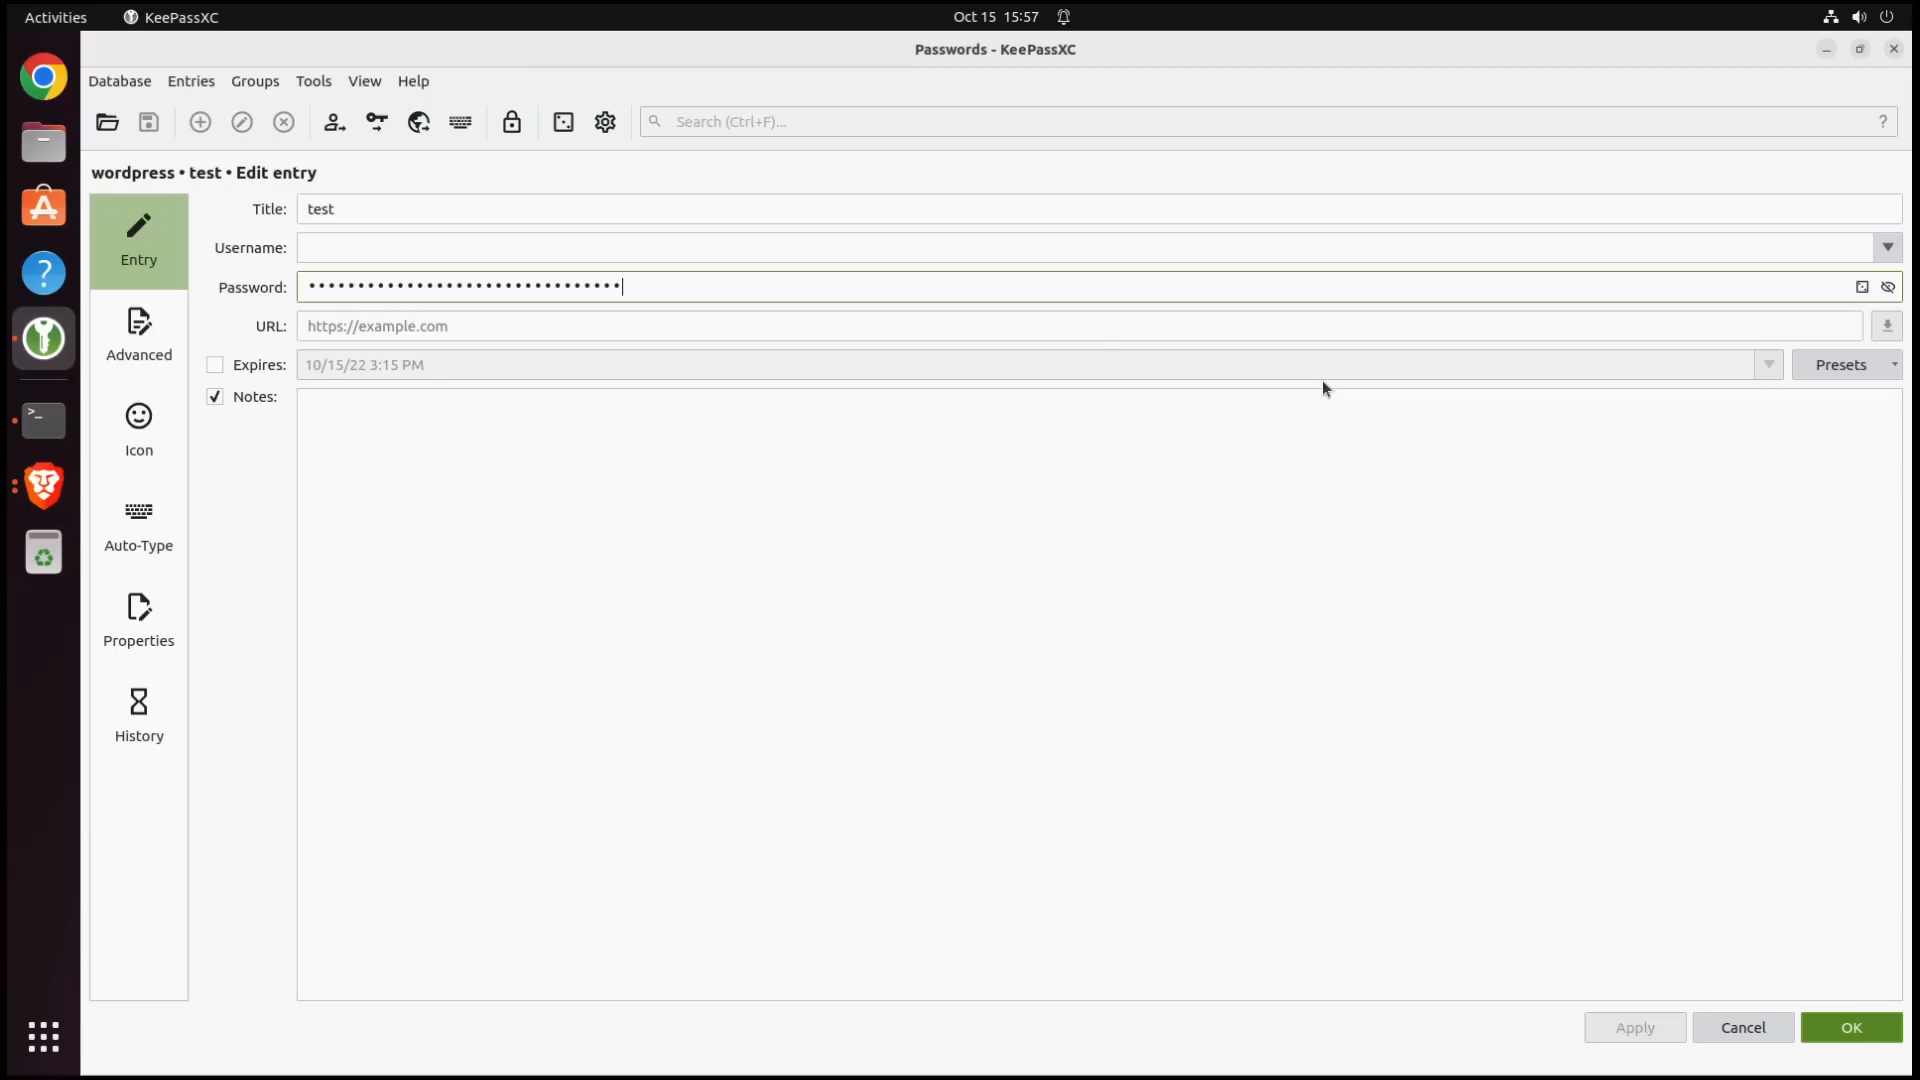 Activities KeePassXC Oct 15 15:57
Passwords - KeePassXC
Database Entries Groups Tools View Help
Search (Ctrl+F)... ?
wordpress • test • Edit entry
Entry
Advanced
Icon
Auto-Type
Properties
History
Title: test
Username:
Password: ••••••••••••••••••••••••••••••••
URL: https://example.com
Expires: 10/15/22 3:15 PM Presets
Notes:
Apply Cancel OK